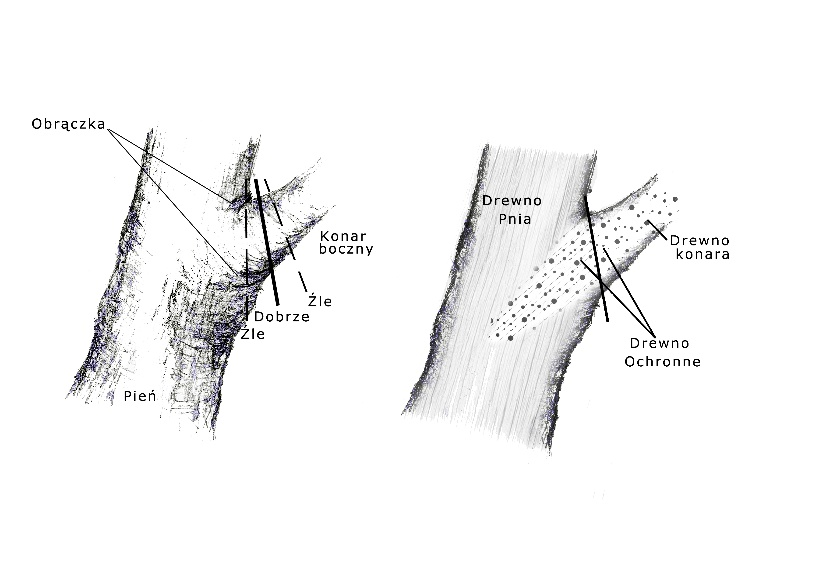 Obrączka
Konar
boczny
Źle
Dobrze
Źle
Pień
Drewno
Pnia
Drewno
konara
Drewno
Ochronne